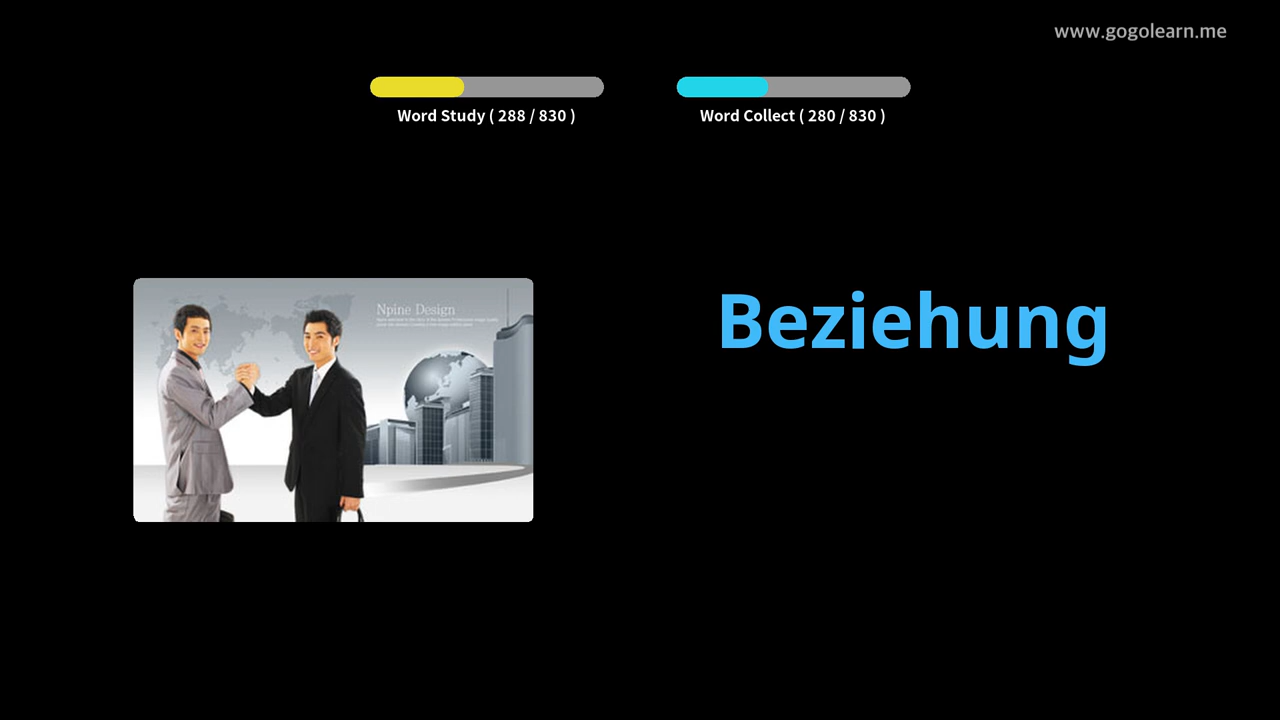 www.gogolearn.me
Word Study ( 288 / 830 )
Word Collect ( 280 / 830 )
Npine Design
Beziehung